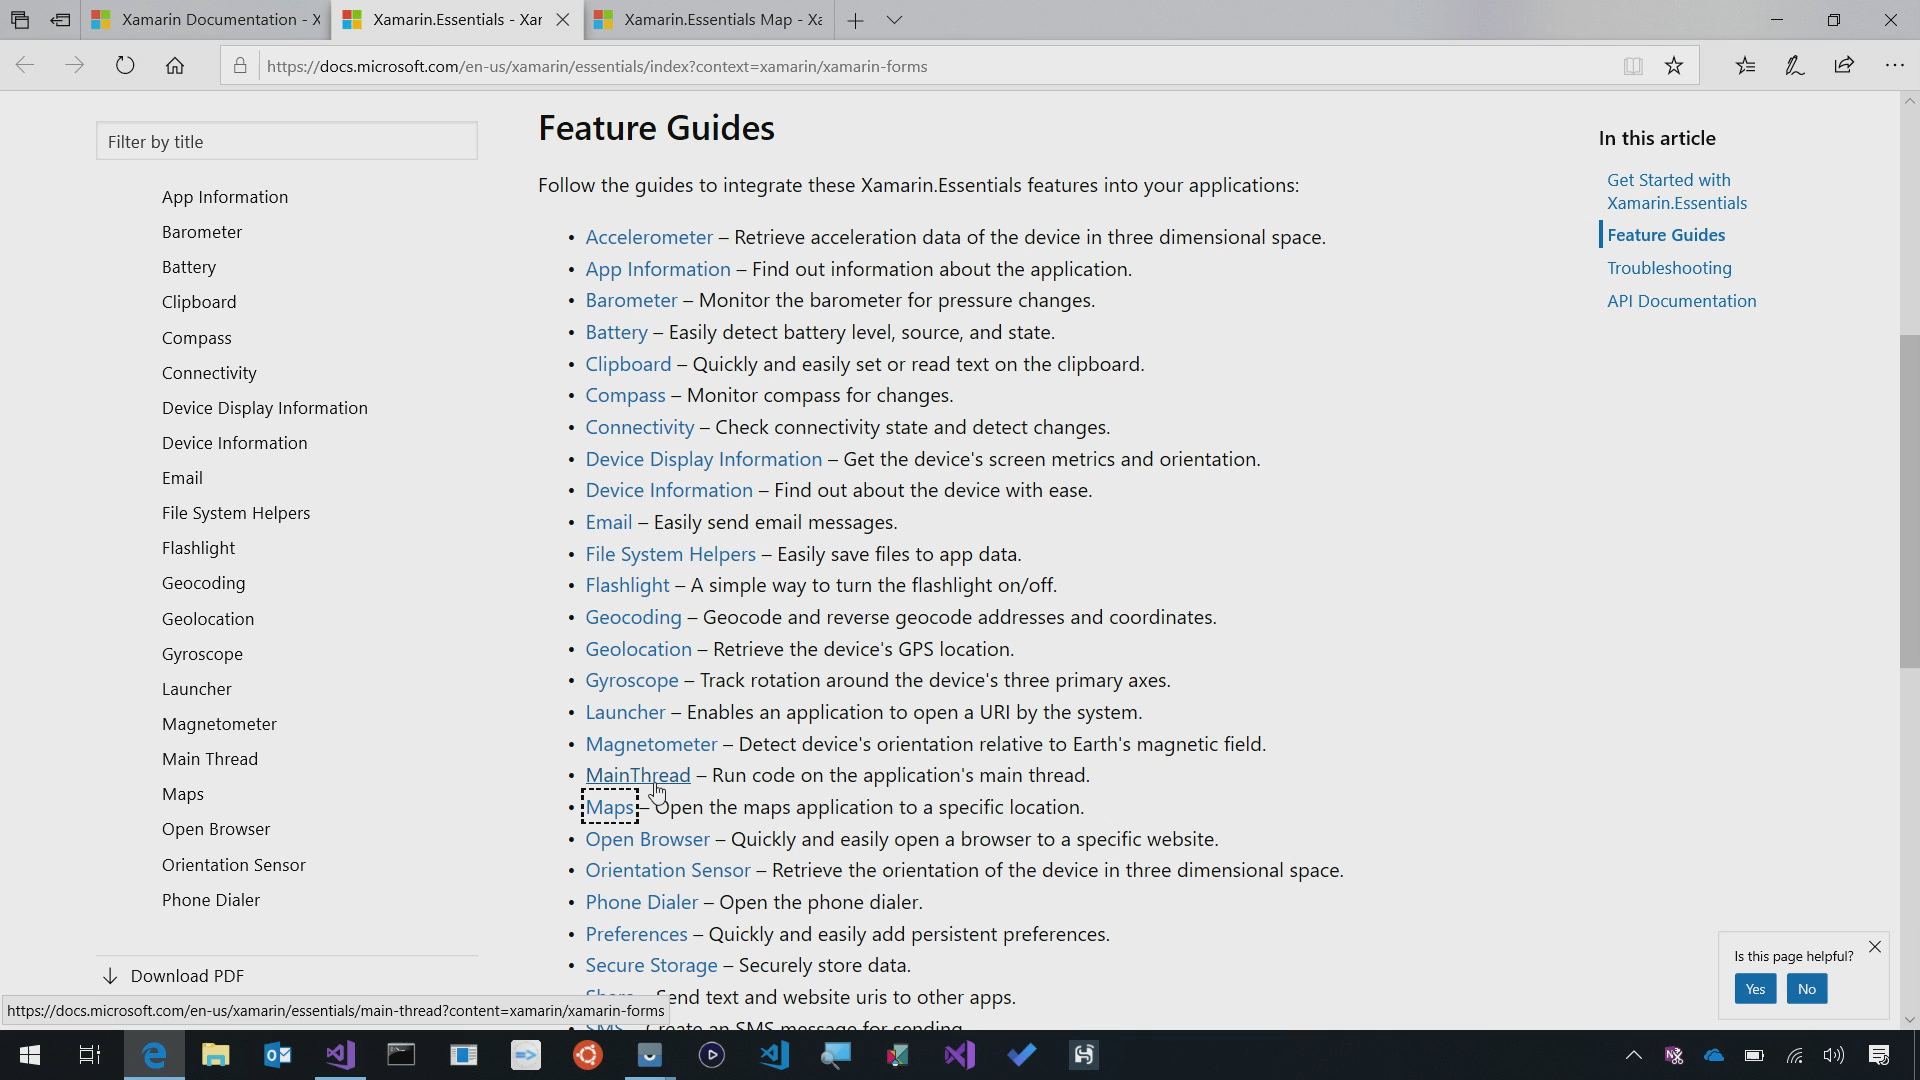 Xamarin Documentation - X
Xamarin.Essentials - Xar
Xamarin.Essentials Map - Xa
https://docs.microsoft.com/en-us/xamarin/essentials/index?context=xamarin/xamarin-forms
Filter by title
App Information
Barometer
Battery
Clipboard
Compass
Connectivity
Device Display Information
Device Information
Email
File System Helpers
Flashlight
Geocoding
Geolocation
Gyroscope
Launcher
Magnetometer
Main Thread
Maps
Open Browser
Orientation Sensor
Phone Dialer
Download PDF
Feature Guides
Follow the guides to integrate these Xamarin.Essentials features into your applications:
• Accelerometer – Retrieve acceleration data of the device in three dimensional space.
• App Information – Find out information about the application.
• Barometer – Monitor the barometer for pressure changes.
• Battery – Easily detect battery level, source, and state.
• Clipboard – Quickly and easily set or read text on the clipboard.
• Compass – Monitor compass for changes.
• Connectivity – Check connectivity state and detect changes.
• Device Display Information – Get the device's screen metrics and orientation.
• Device Information – Find out about the device with ease.
• Email – Easily send email messages.
• File System Helpers – Easily save files to app data.
• Flashlight – A simple way to turn the flashlight on/off.
• Geocoding – Geocode and reverse geocode addresses and coordinates.
• Geolocation – Retrieve the device's GPS location.
• Gyroscope – Track rotation around the device's three primary axes.
• Launcher – Enables an application to open a URI by the system.
• Magnetometer – Detect device's orientation relative to Earth's magnetic field.
• MainThread – Run code on the application's main thread.
• Maps – Open the maps application to a specific location.
• Open Browser – Quickly and easily open a browser to a specific website.
• Orientation Sensor – Retrieve the orientation of the device in three dimensional space.
• Phone Dialer – Open the phone dialer.
• Preferences – Quickly and easily add persistent preferences.
• Secure Storage – Securely store data.
Share – Send text and website uris to other apps.
SMS – Create an SMS message for sending.
In this article
Get Started with
Xamarin.Essentials
Feature Guides
Troubleshooting
API Documentation
Is this page helpful?
Yes
No
https://docs.microsoft.com/en-us/xamarin/essentials/main-thread?content=xamarin/xamarin-forms